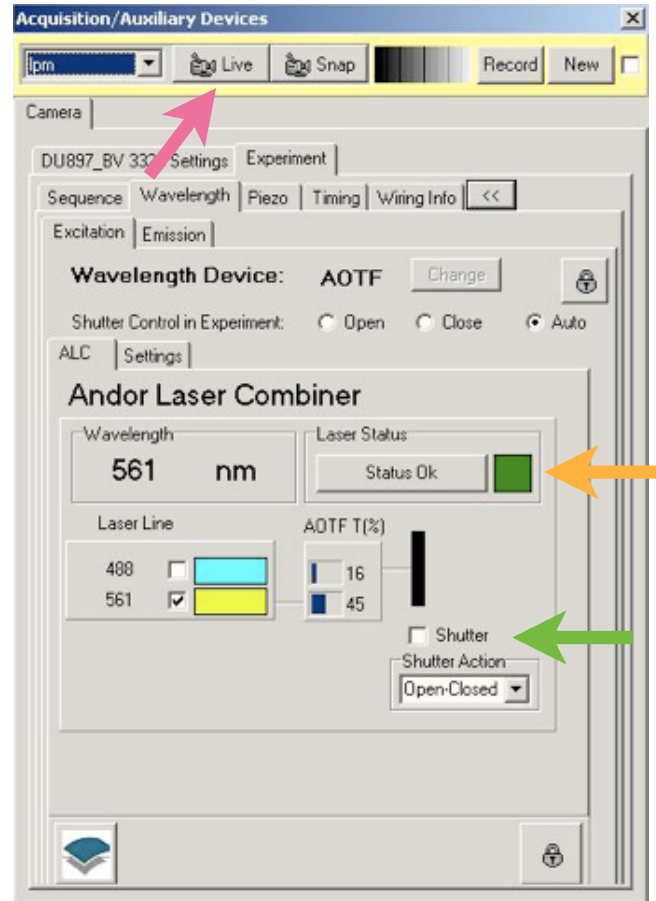 Acquisition/Auxiliary Devices
lpm Live Snap Record New
Camera
DU897_BV 332 Settings Experiment
Sequence Wavelength Piezo Timing Wiring Info <<
Excitation Emission
Wavelength Device: AOTF Change
Shutter Control in Experiment: Open Close Auto
ALC Settings
Andor Laser Combiner
Wavelength Laser Status
561 nm Status Ok
Laser Line AOTF T(%)
488 16
561 45
Shutter
Shutter Action
Open-Closed